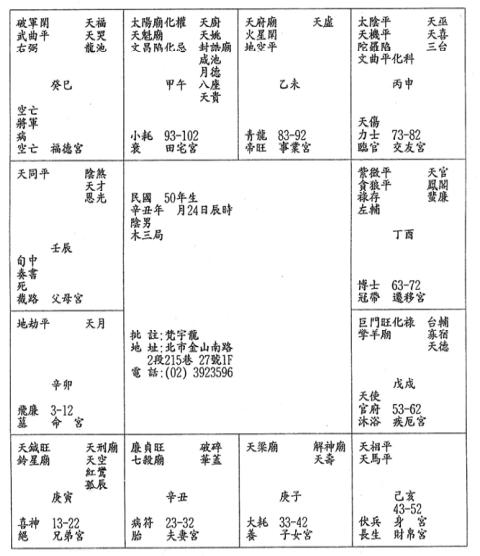 破軍閑 天福
武曲平 天哭
右弼 龍池
癸巳
空亡
將軍
病
空亡 福德宮
太陽廟化權 天廚
天魁廟 天姚
文昌陷化忌 封誥廟
咸池
月德
甲午 八座
天貴
小耗 93-102
衰 田宅宮
天府廟 天虛
火星閑
地空平
乙未
青龍 83-92
帝旺 事業宮
太陰平 天巫
天機平 天喜
陀羅陷 三台
文曲平化科
丙申
天傷
力士 73-82
臨官 交友宮
天同平 陰煞
天才
恩光
壬辰
旬中
奏書
死
截路 父母宮
民國 50年生
辛丑年 月24日辰時
陰男
木三局
批 註:梵宇龍
地 址:北市金山南路
2段215巷 27號1F
電 話:(02) 3923596
紫微平 天官
貪狼平 鳳閣
祿存 蜚廉
左輔
丁酉
博士 63-72
冠帶 遷移宮
地劫平 天月
辛卯
飛廉 3-12
墓 命 宮
巨門旺化祿 台輔
擎羊廟 寡宿
天德
戊戌
天使
官府 53-62
沐浴 疾厄宮
天鉞旺 天刑廟
鈴星廟 天空
紅鸞
孤辰
庚寅
喜神 13-22
絕 兄弟宮
廉貞旺 破碎
七殺廟 華蓋
辛丑
病符 23-32
胎 夫妻宮
天梁廟 解神廟
天壽
庚子
大耗 33-42
養 子女宮
天相平
天馬平
己亥
43-52
伏兵 身 宮
長生 財帛宮